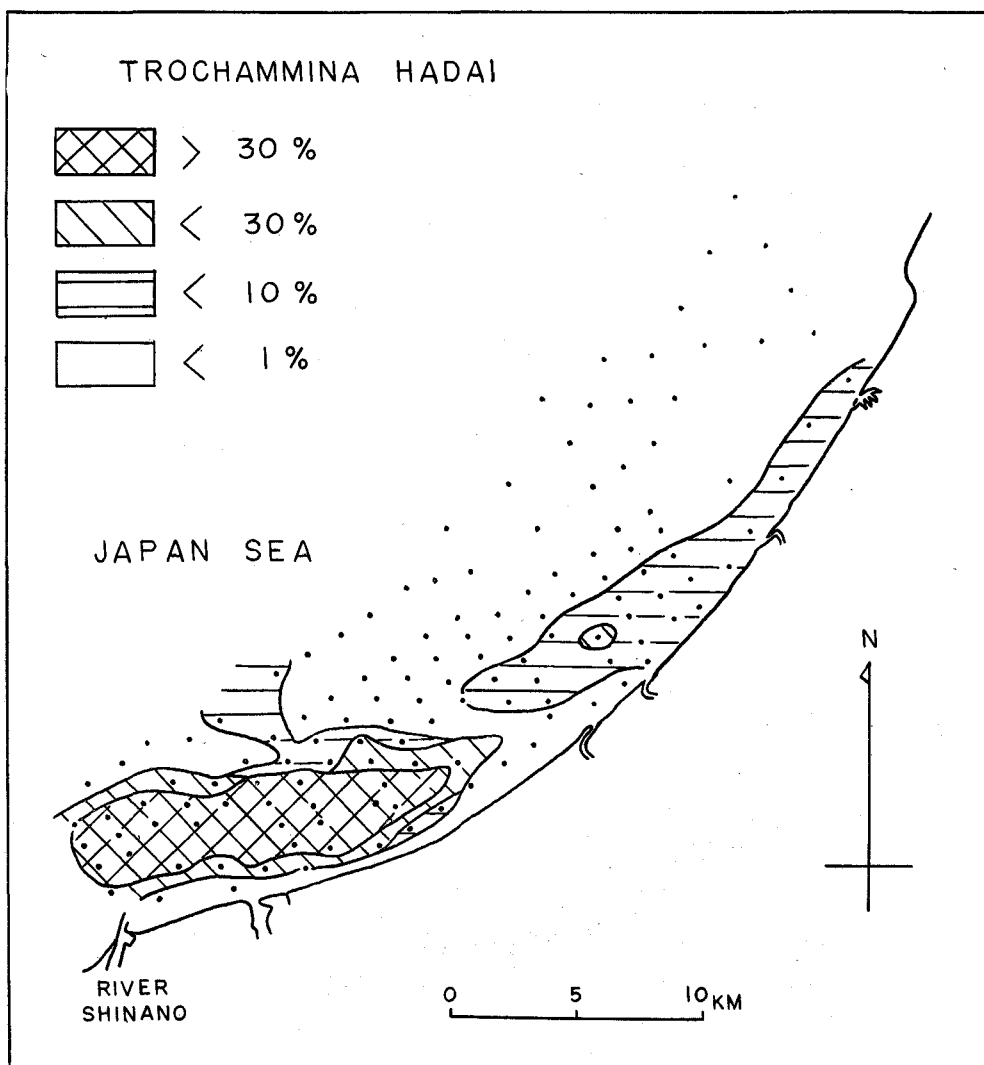 TROCHAMMINA HADAI
> 30 %
< 30 %
< 10 %
< 1 %
JAPAN SEA
N
RIVER
SHINANO
0 5 10 KM